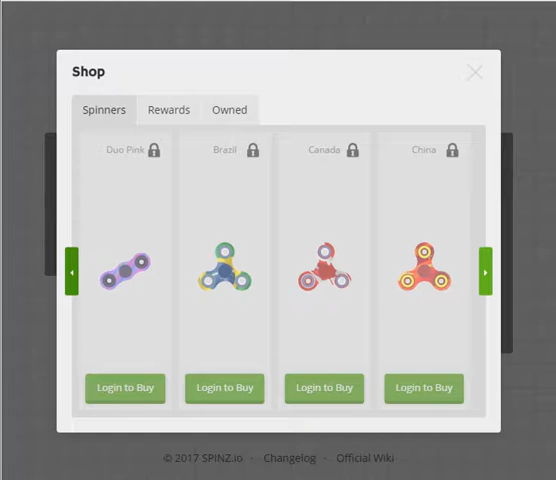 Shop
Spinners Rewards Owned
Duo Pink Brazil Canada China
Login to Buy Login to Buy Login to Buy Login to Buy
© 2017 SPINZ.io · Changelog · Official Wiki